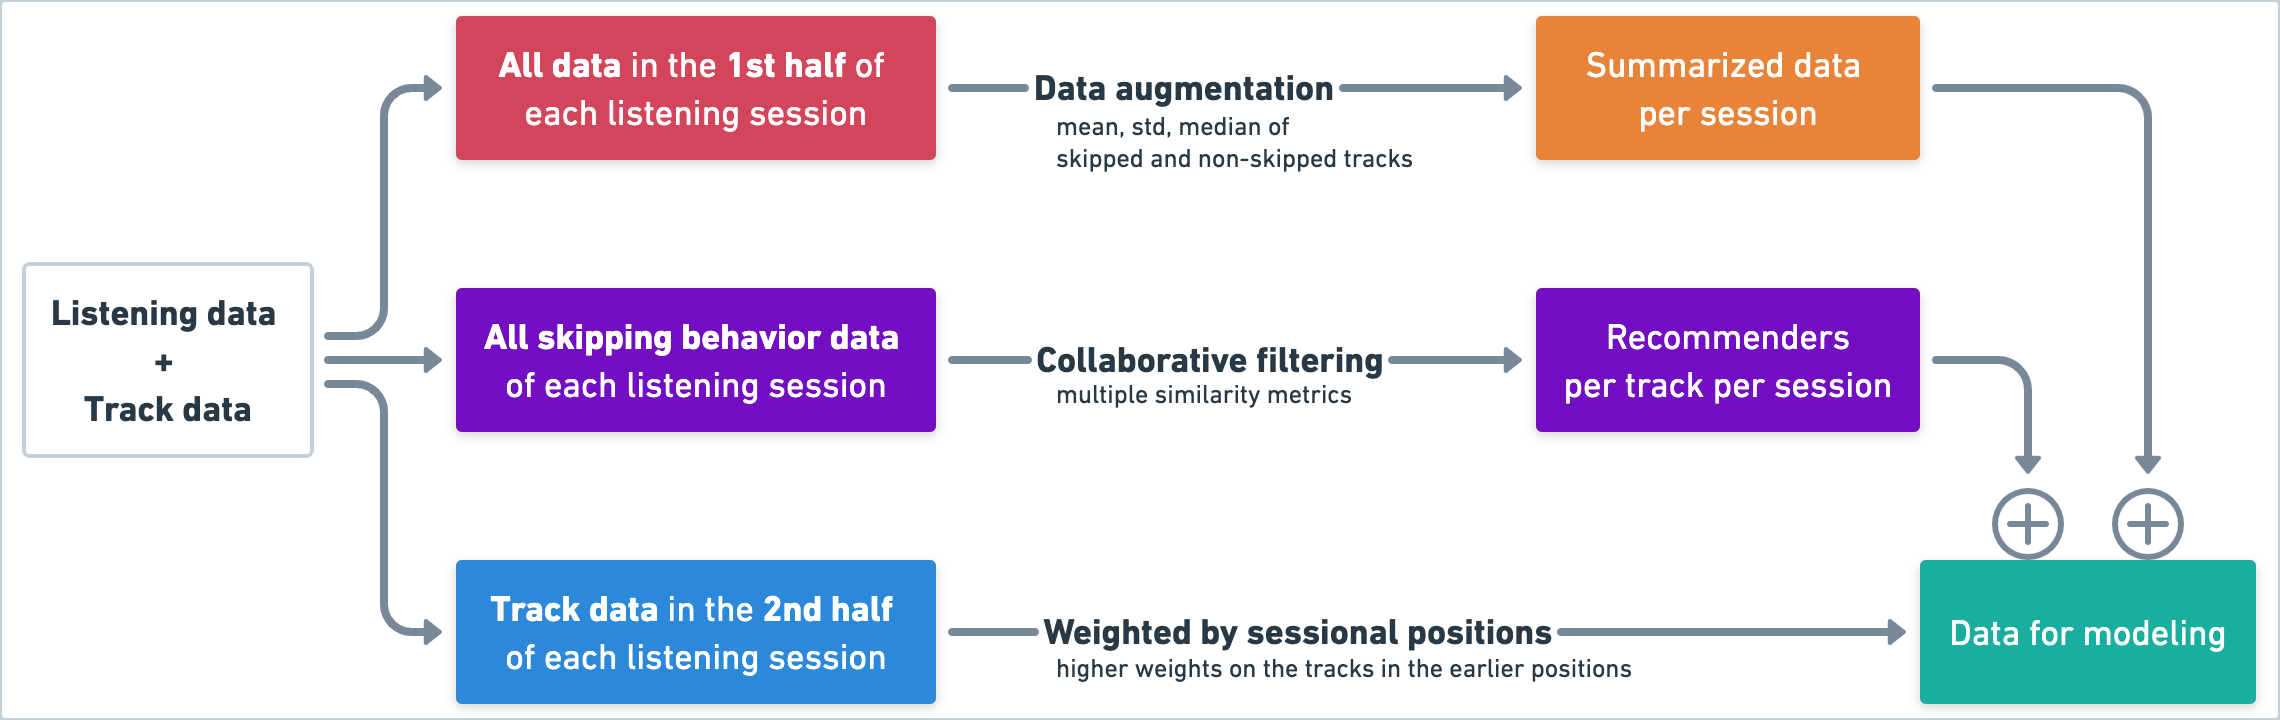 All data in the 1st half of
each listening session
Data augmentation
mean, std, median of
skipped and non-skipped tracks
Summarized data
per session
Listening data
+
Track data
All skipping behavior data
of each listening session
Collaborative filtering
multiple similarity metrics
Recommenders
per track per session
Track data in the 2nd half
of each listening session
Weighted by sessional positions
higher weights on the tracks in the earlier positions
Data for modeling